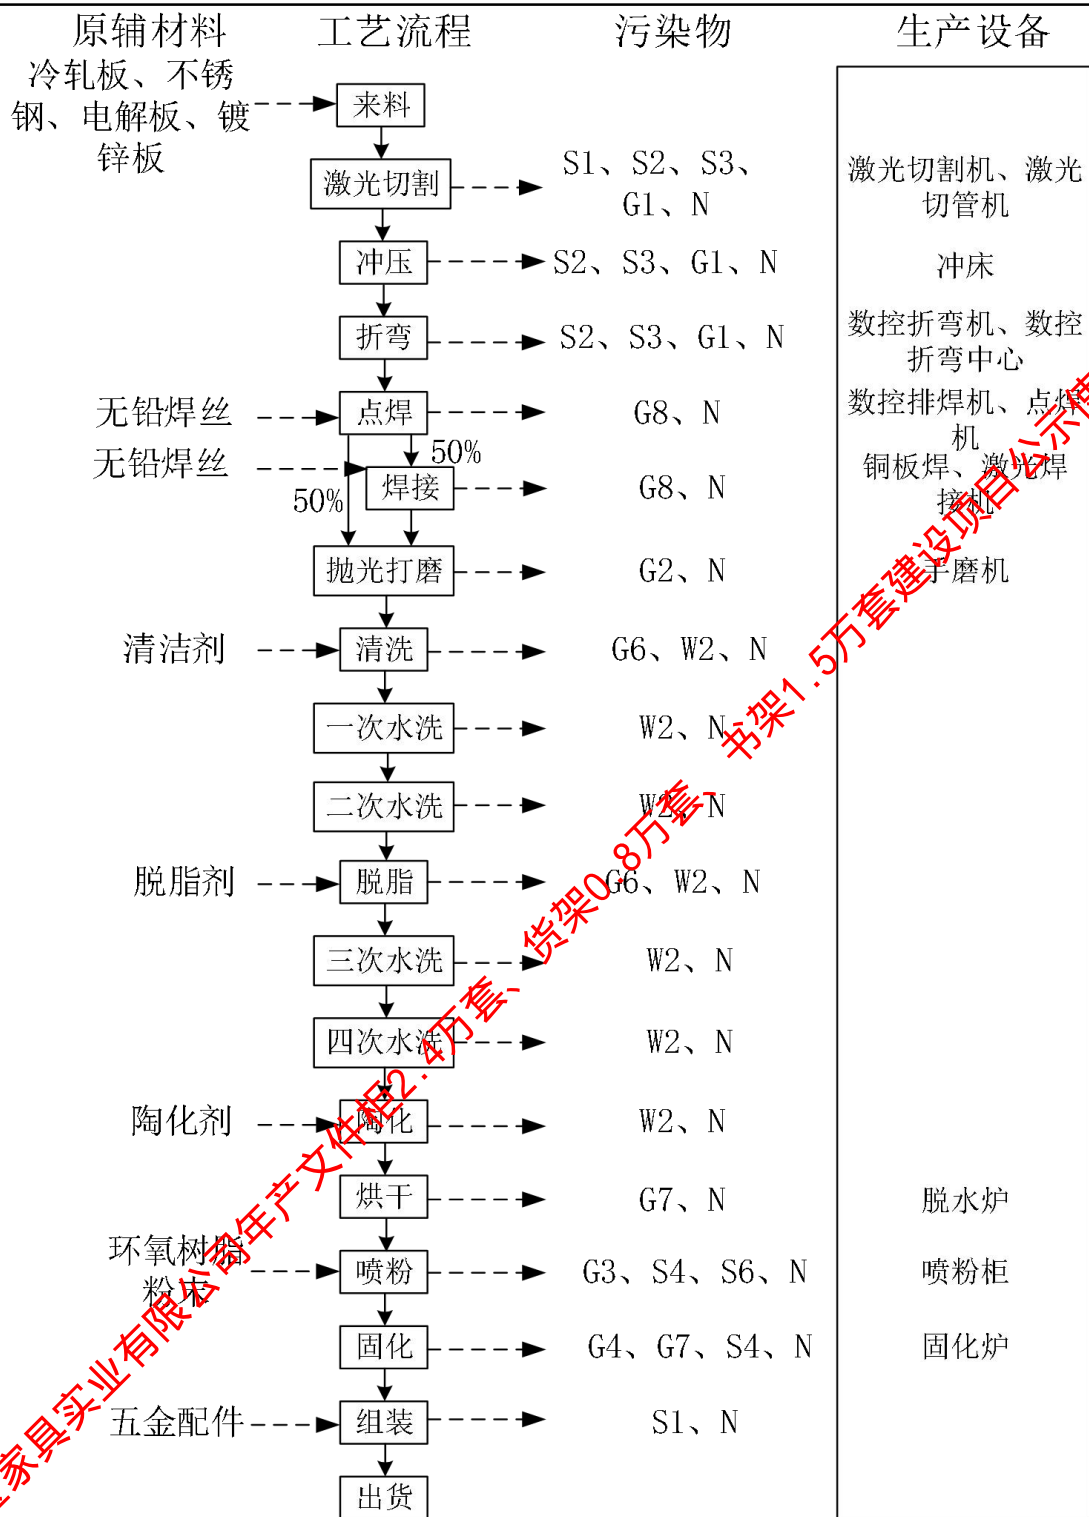 原辅材料 工艺流程 污染物 生产设备
冷轧板、不锈
钢、电解板、镀
锌板
来料
激光切割
S1、S2、S3、
G1、N
激光切割机、激光
切管机
冲压
S2、S3、G1、N
冲床
折弯
S2、S3、G1、N
数控折弯机、数控
折弯中心
无铅焊丝
点焊
G8、N
数控排焊机、点焊
机
50%
无铅焊丝
50%
焊接
G8、N
铜板焊、激光焊
接机
抛光打磨
G2、N
手磨机
清洁剂
清洗
G6、W2、N
一次水洗
W2、N
二次水洗
W2、N
脱脂剂
脱脂
G6、W2、N
三次水洗
W2、N
四次水洗
W2、N
陶化剂
陶化
W2、N
烘干
G7、N
脱水炉
环氧树脂
粉末
喷粉
G3、S4、S6、N
喷粉柜
固化
G4、G7、S4、N
固化炉
五金配件
组装
S1、N
出货
家具实业有限公司年产文件柜2.4万套、货架0.8万套、书架1.5万套建设项目公示使